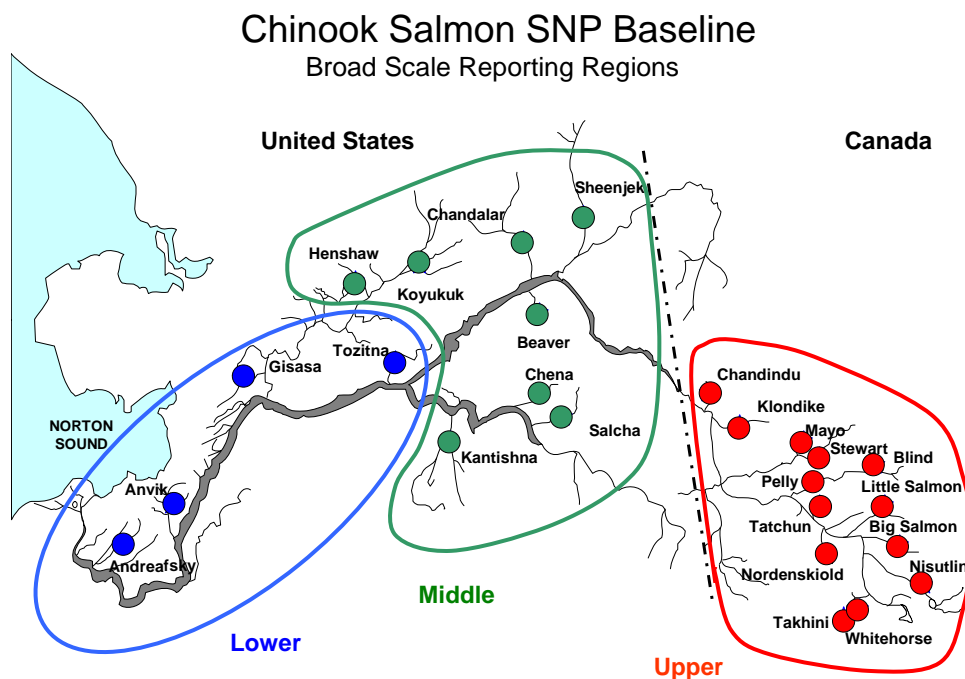 Chinook Salmon SNP Baseline
Broad Scale Reporting Regions
United States
Canada
Sheenjek
Chandalar
Henshaw
Koyukuk
Beaver
Tozitna
Gisasa
Chena
Chandindu
Klondike
NORTON
SOUND
Salcha
Kantishna
Mayo
Stewart
Blind
Pelly
Little Salmon
Anvik
Tatchun
Big Salmon
Andreafsky
Nordenskiold
Nisutlin
Middle
Takhini
Whitehorse
Lower
Upper